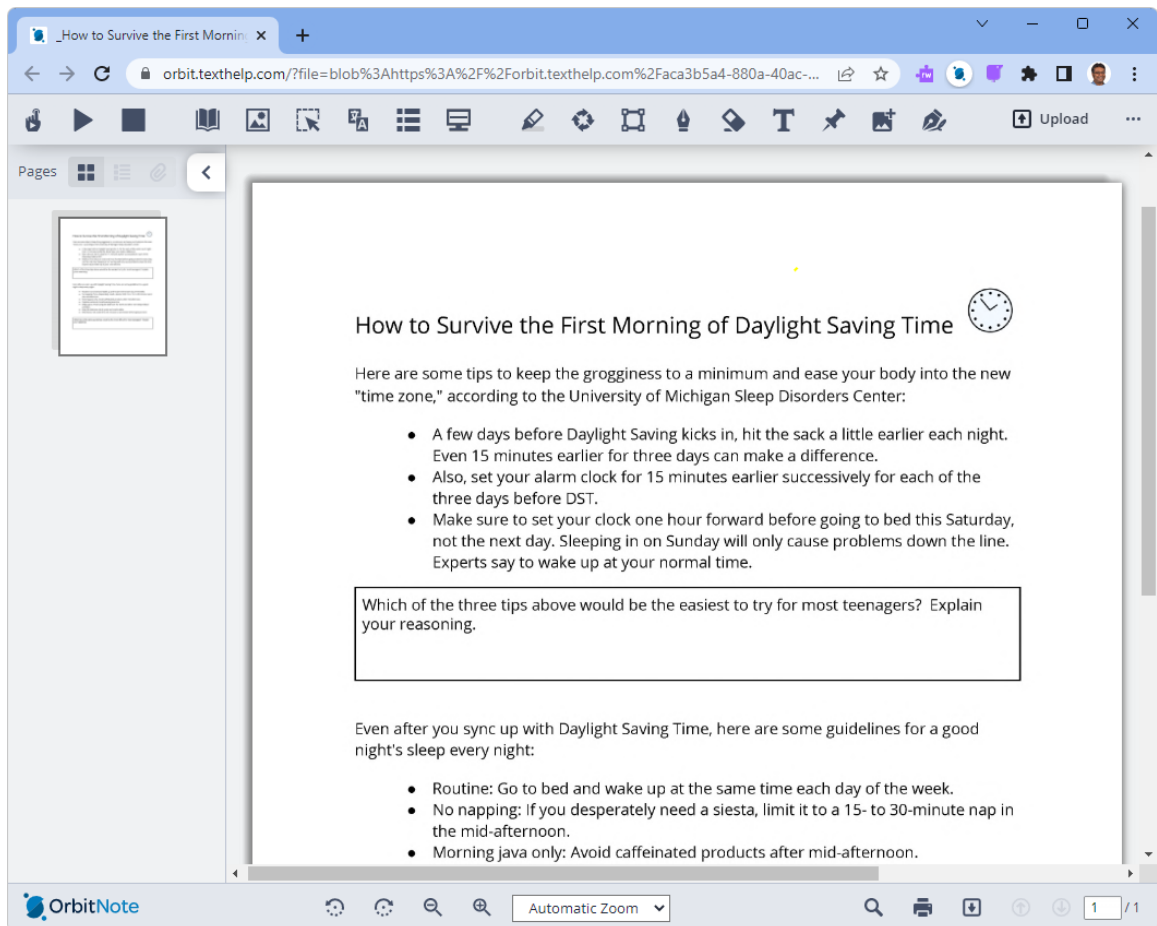 _How to Survive the First Mornin
orbit.texthelp.com/?file=blob%3Ahttps%3A%2F%2Forbit.texthelp.com%2Faca3b5a4-880a-40ac-...
Upload
Pages
How to Survive the First Morning of Daylight Saving Time
Here are some tips to keep the grogginess to a minimum and ease your body into the new
"time zone," according to the University of Michigan Sleep Disorders Center:
● A few days before Daylight Saving kicks in, hit the sack a little earlier each night.
Even 15 minutes earlier for three days can make a difference.
● Also, set your alarm clock for 15 minutes earlier successively for each of the
three days before DST.
● Make sure to set your clock one hour forward before going to bed this Saturday,
not the next day. Sleeping in on Sunday will only cause problems down the line.
Experts say to wake up at your normal time.
Which of the three tips above would be the easiest to try for most teenagers?  Explain
your reasoning.
Even after you sync up with Daylight Saving Time, here are some guidelines for a good
night's sleep every night:
● Routine: Go to bed and wake up at the same time each day of the week.
● No napping: If you desperately need a siesta, limit it to a 15- to 30-minute nap in
the mid-afternoon.
● Morning java only: Avoid caffeinated products after mid-afternoon.
OrbitNote
Automatic Zoom
1 / 1